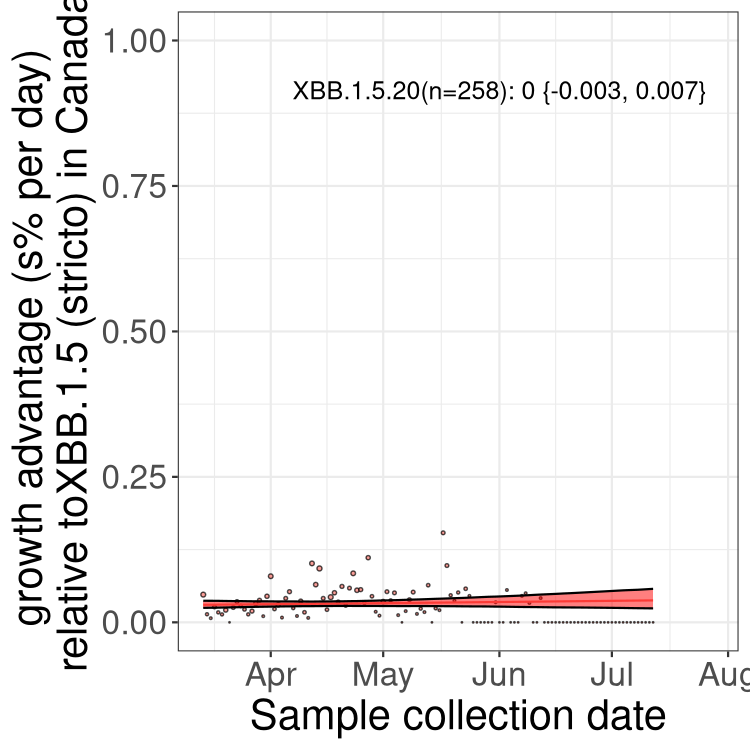 growth advantage (s% per day)
relative toXBB.1.5 (stricto) in Canada
1.00
0.75
0.50
0.25
0.00
XBB.1.5.20(n=258): 0 {-0.003, 0.007}
Apr May Jun Jul Aug
Sample collection date